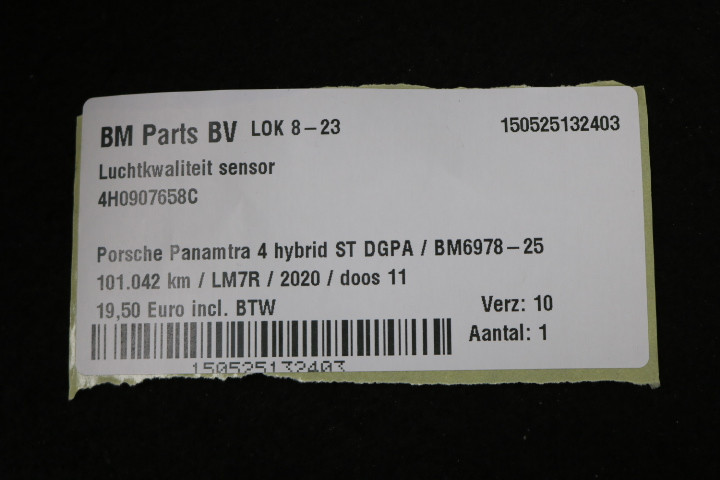 BM Parts BV LOK 8-23 150525132403
Luchtkwaliteit sensor
4H0907658C
Porsche Panamtra 4 hybrid ST DGPA / BM6978-25
101.042 km / LM7R / 2020 / doos 11
19,50 Euro incl. BTW Verz: 10
Aantal: 1
150525132403